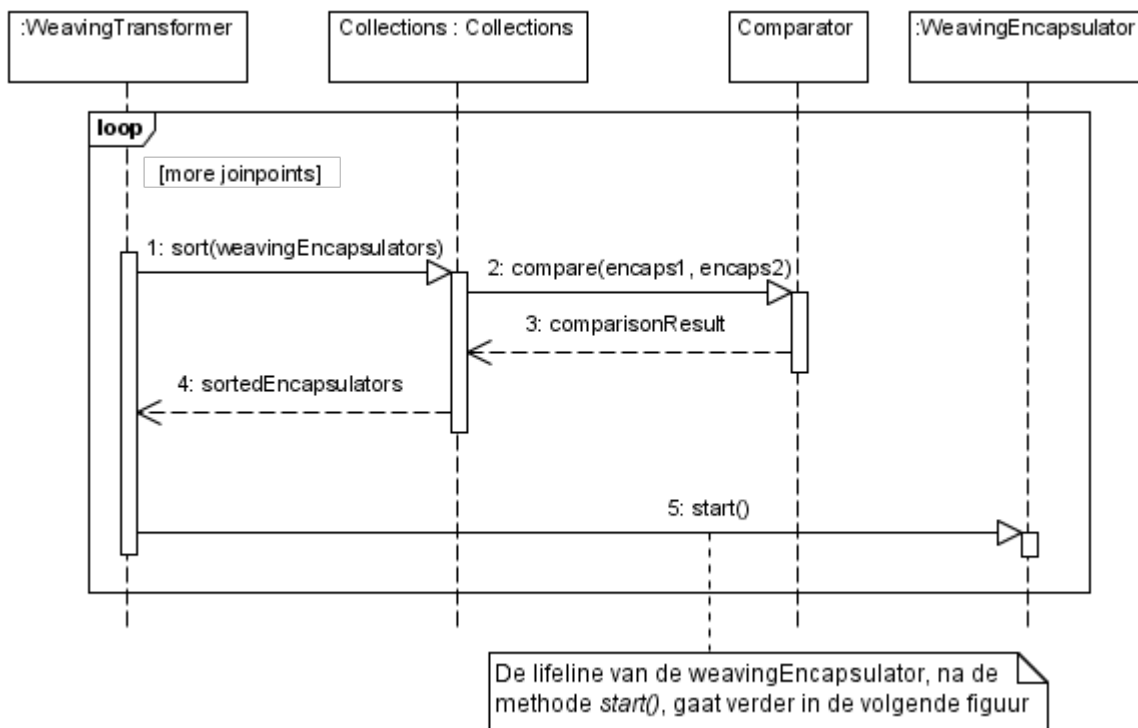 :WeavingTransformer
Collections : Collections
Comparator
:WeavingEncapsulator
loop
[more joinpoints]
1: sort(weavingEncapsulators)
2: compare(encaps1, encaps2)
3: comparisonResult
4: sortedEncapsulators
5: start()
De lifeline van de weavingEncapsulator, na de
methode start(), gaat verder in de volgende figuur